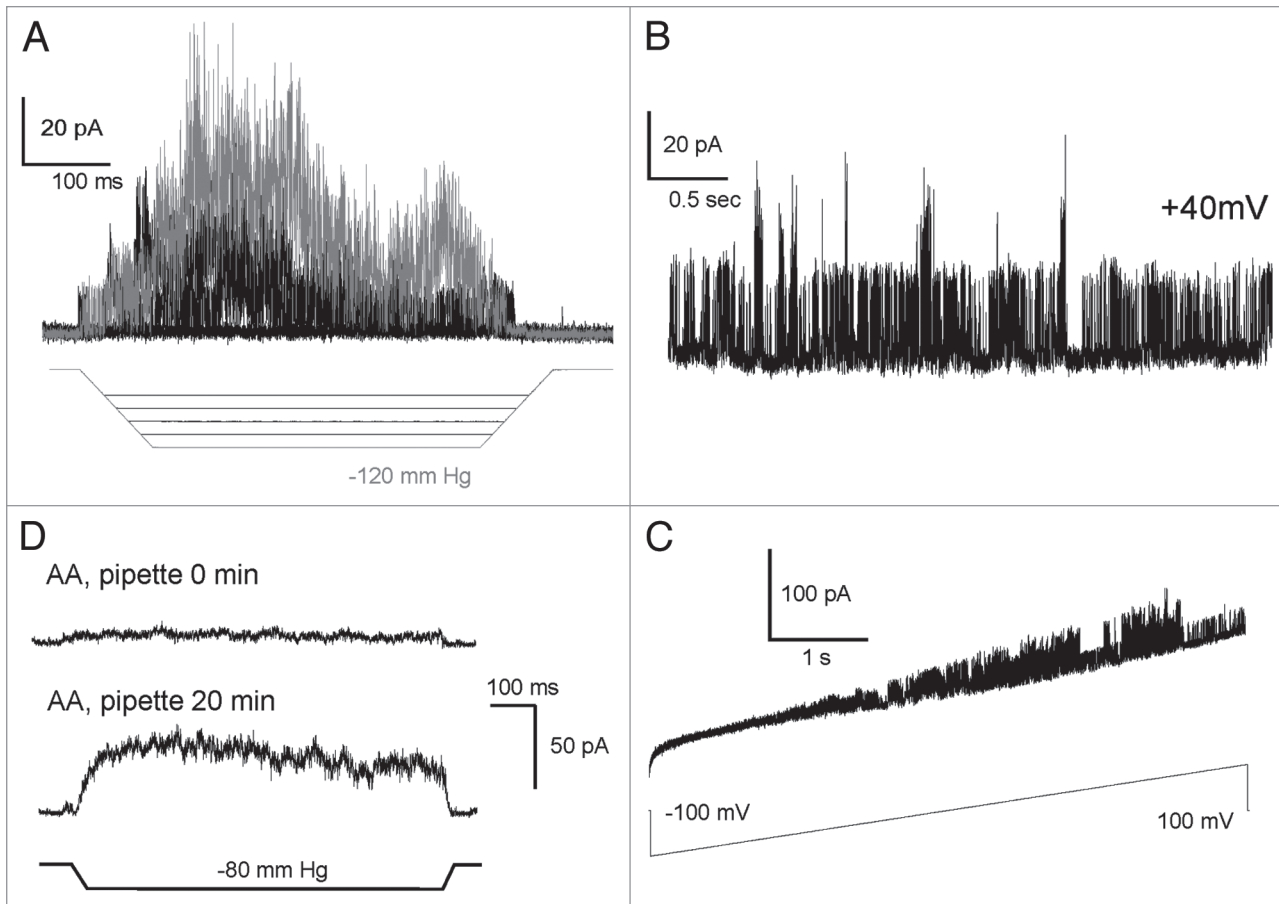 A
20 pA
100 ms
-120 mm Hg
B
20 pA
0.5 sec
+40mV
D
AA, pipette 0 min
AA, pipette 20 min
100 ms
50 pA
-80 mm Hg
C
100 pA
1 s
-100 mV
100 mV